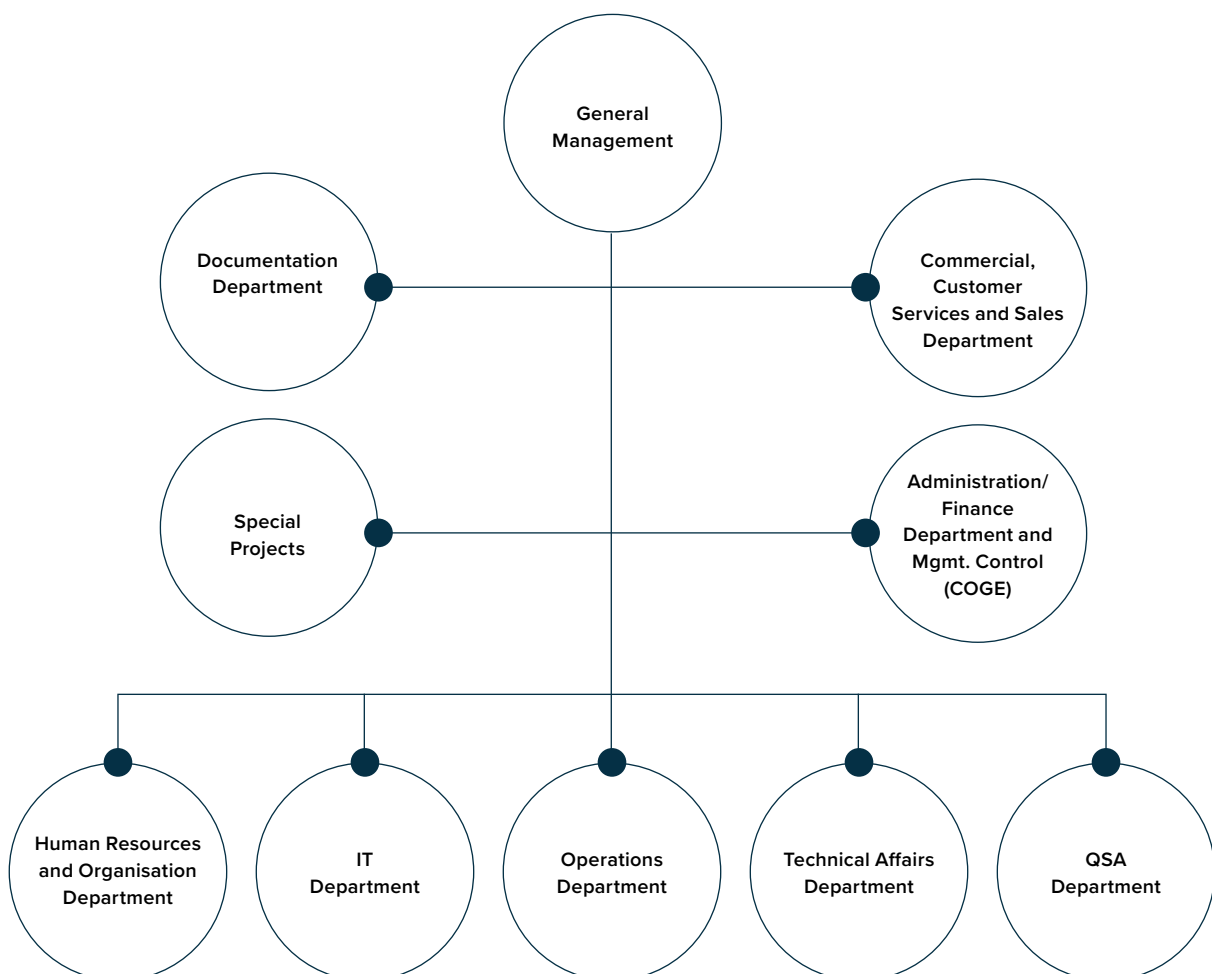 General
Management
Documentation
Department
Commercial,
Customer
Services and Sales
Department
Special
Projects
Administration/
Finance
Department and
Mgmt. Control
(COGE)
Human Resources
and Organisation
Department
IT
Department
Operations
Department
Technical Affairs
Department
QSA
Department